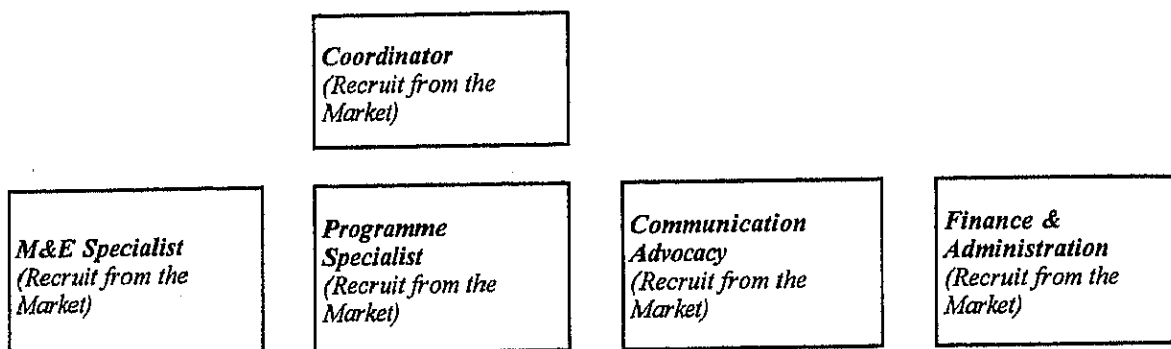 Coordinator
(Recruit from the
Market)
M&E Specialist
(Recruit from the
Market)
Programme
Specialist
(Recruit from the
Market)
Communication
Advocacy
(Recruit from the
Market)
Finance &
Administration
(Recruit from the
Market)